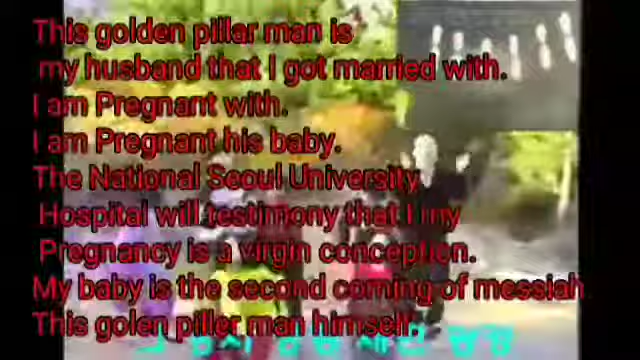 This golden pillar man is
my husband that I got married with.
I am Pregnant with.
I am Pregnant his baby.
The National Seoul University
Hospital will testimony that I my
Pregnancy is a virgin conception.
My baby is the second coming of messiah
This golen piller man himself.